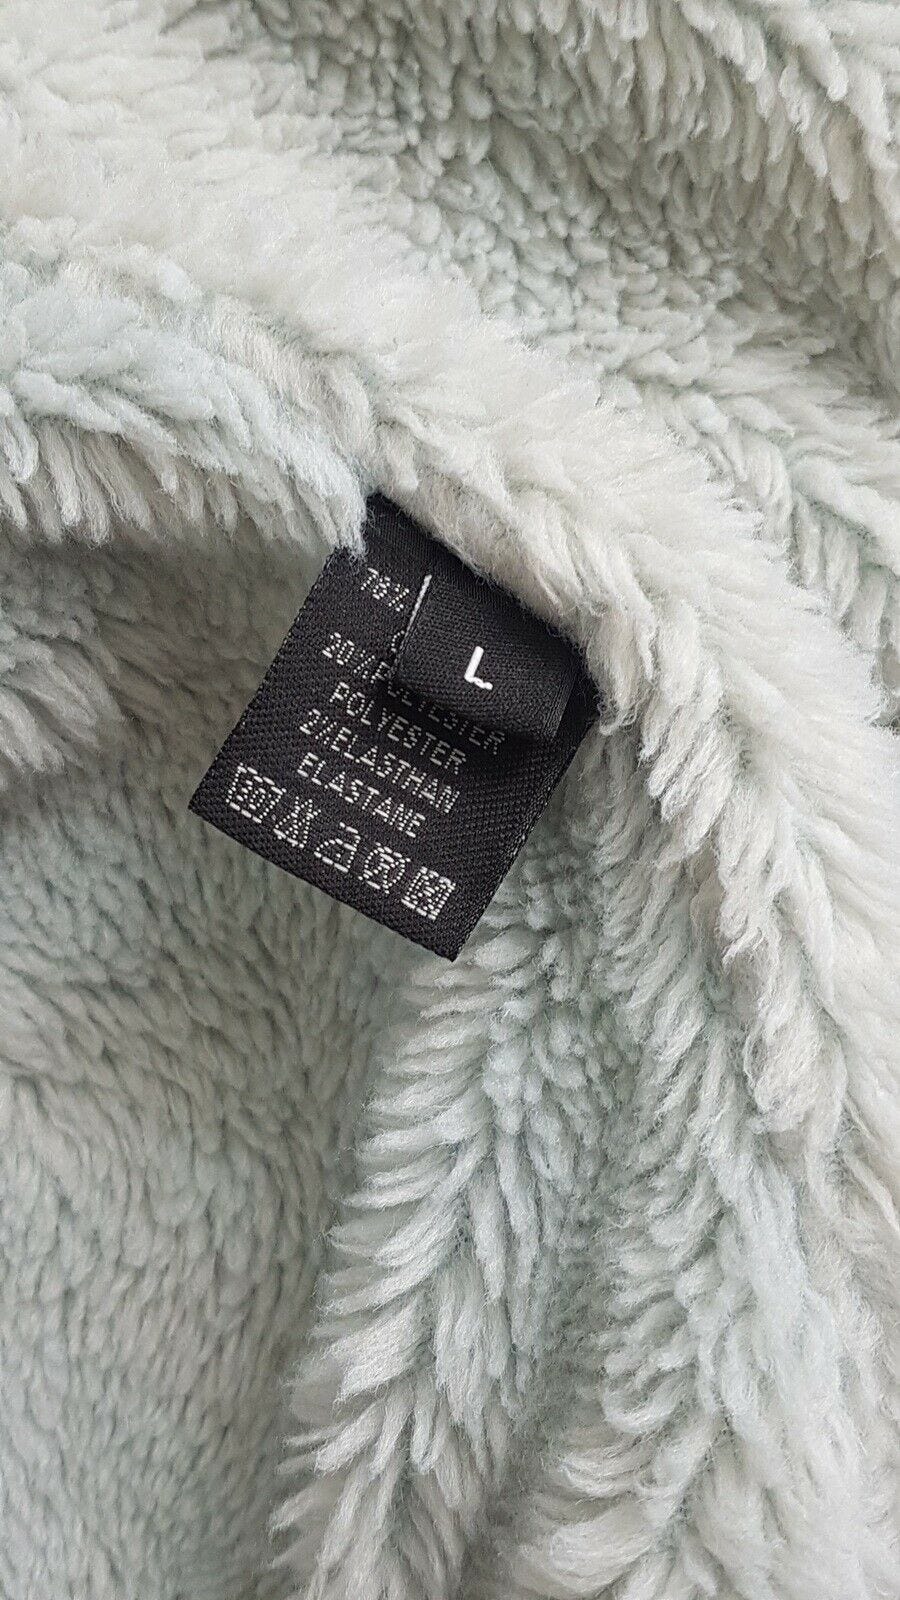 78%
L
20% POLYESTER
POLYESTER
2% ELASTHAN
ELASTANE